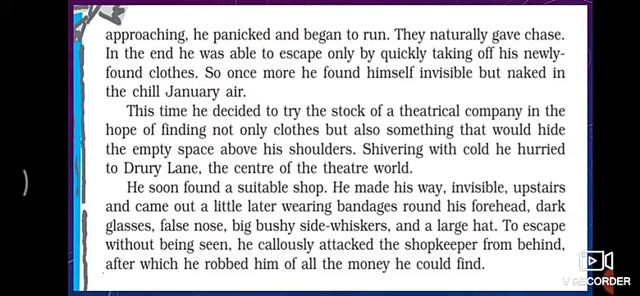 approaching, he panicked and began to run. They naturally gave chase.
In the end he was able to escape only by quickly taking off his newly-
found clothes. So once more he found himself invisible but naked in
the chill January air.
This time he decided to try the stock of a theatrical company in the
hope of finding not only clothes but also something that would hide
the empty space above his shoulders. Shivering with cold he hurried
to Drury Lane, the centre of the theatre world.
He soon found a suitable shop. He made his way, invisible, upstairs
and came out a little later wearing bandages round his forehead, dark
glasses, false nose, big bushy side-whiskers, and a large hat. To escape
without being seen, he callously attacked the shopkeeper from behind,
after which he robbed him of all the money he could find.
V RECORDER